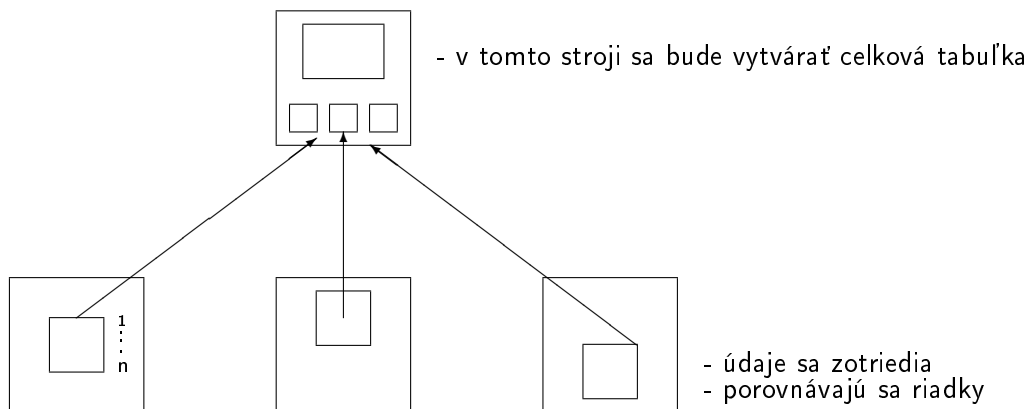 - v tomto stroji sa bude vytvárať celková tabuľka
1
n
- údaje sa zotriedia
- porovnávajú sa riadky